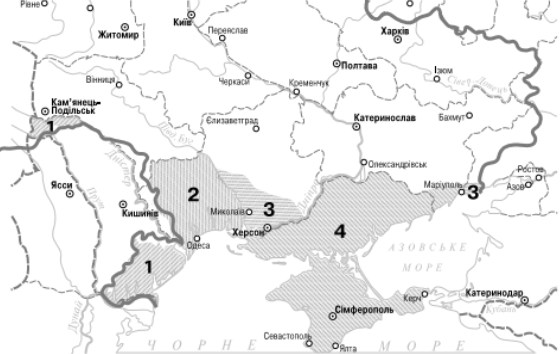 Рівне
Київ
Житомир
Переяслав
Харків
Полтава
Вінниця
Черкаси
Кременчук
Ізюм
Сівер. Донець
Кам'янець-
Подільськ
1
Пів. Буг
Єлизаветград
Катеринослав
Бахмут
Дністер
Олександрівськ
Ростов
Ясси
Прут
2
Дніпро
Маріуполь
3
Азов
Кишинів
Миколаїв
3
Херсон
4
Одеса
АЗОВСЬКЕ
МОРЕ
1
Керч
Катеринодар
Кубань
Дунай
Сімферополь
Севастополь
Ялта
ЧОРНЕ МОРЕ